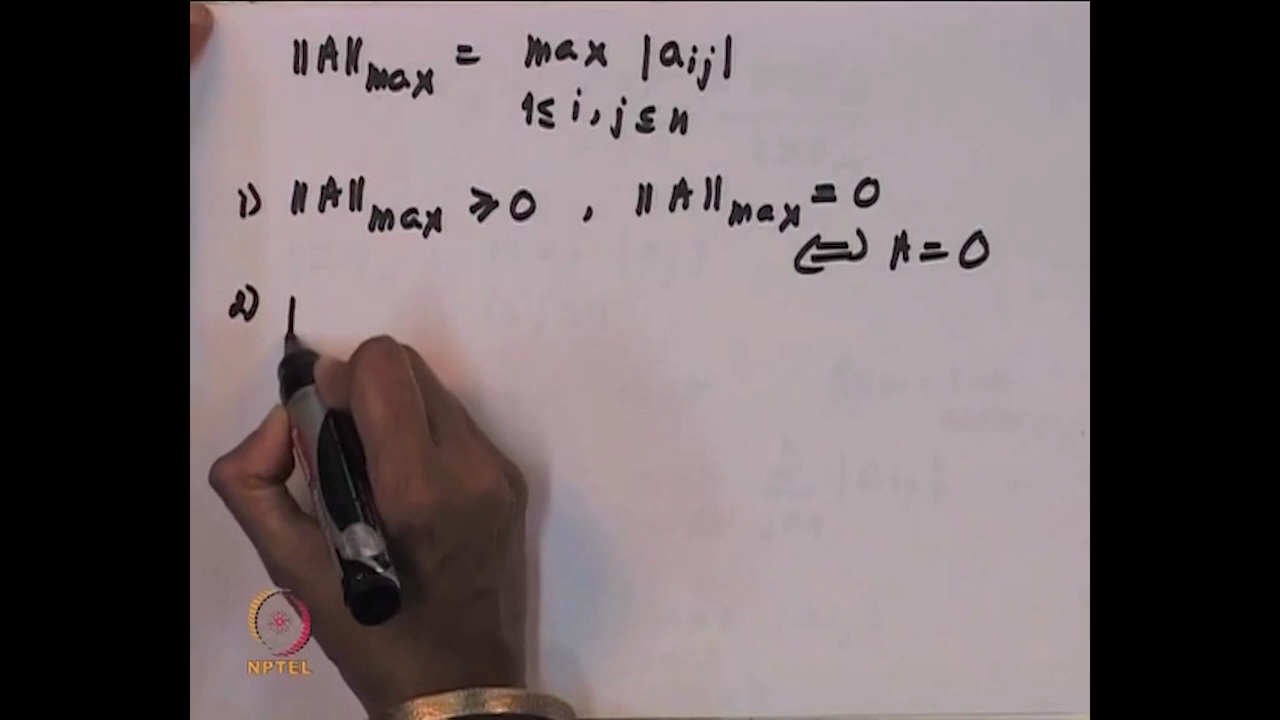 ||A||max = max |aij|
1≤ i, j ≤ n
1) ||A||max ≥ 0 , ||A||max = 0
⟺ A = 0
2) |
NPTEL